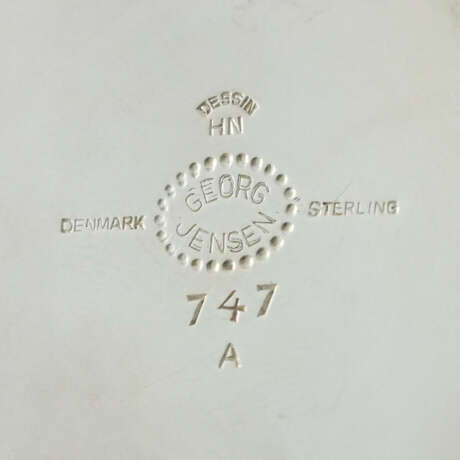 DESSIN
HN
GEORG
JENSEN
DENMARK
STERLING
747
A